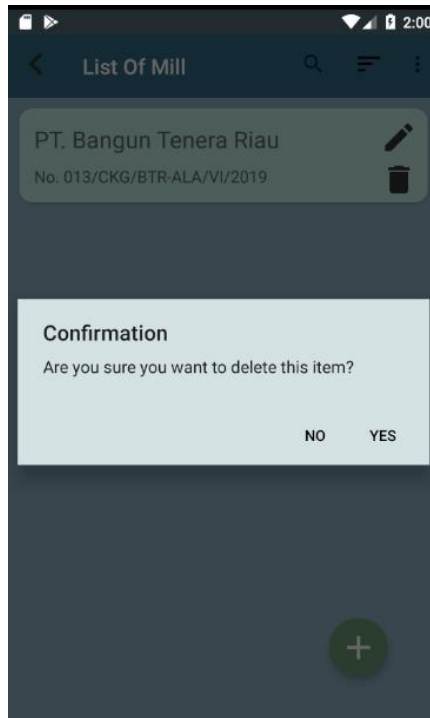 2:00
List Of Mill
PT. Bangun Tenera Riau
No. 013/CKG/BTR-ALA/VI/2019
Confirmation
Are you sure you want to delete this item?
NO YES